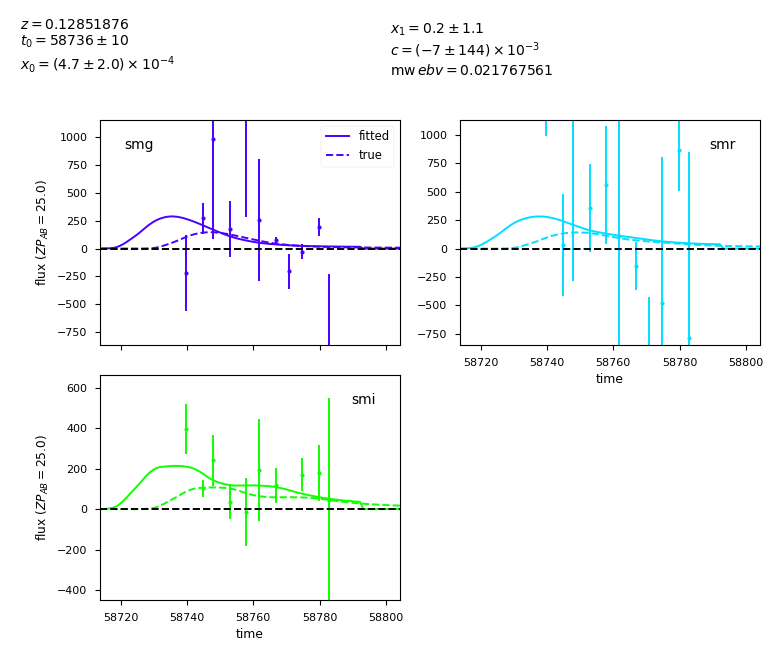 z = 0.12851876
t₀ = 58736 ± 10
x₀ = (4.7 ± 2.0) × 10⁻⁴
x₁ = 0.2 ± 1.1
c = (−7 ± 144) × 10⁻³
mw ebv = 0.021767561
smg
fitted
true
1000
750
500
250
0
−250
−500
−750
flux (ZP_AB = 25.0)
smr
1000
750
500
250
0
−250
−500
−750
58720 58740 58760 58780 58800
time
smi
600
400
200
0
−200
−400
flux (ZP_AB = 25.0)
58720 58740 58760 58780 58800
time